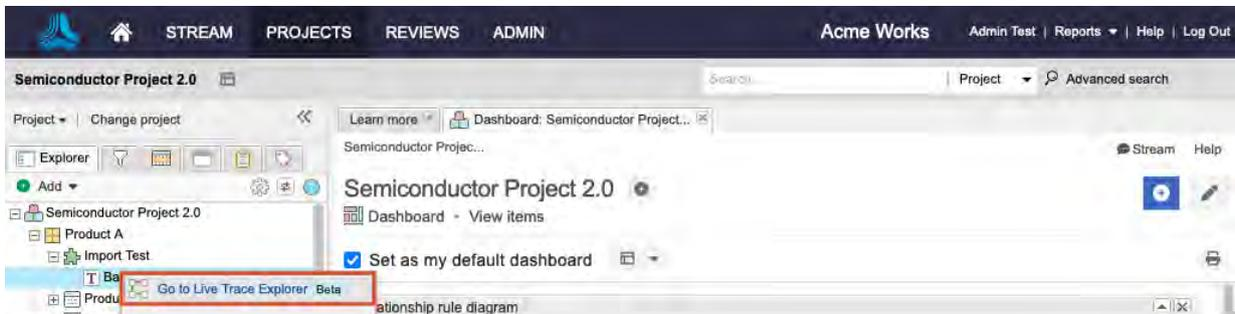 STREAM PROJECTS REVIEWS ADMIN Acme Works Admin Test | Reports | Help | Log Out
Semiconductor Project 2.0 Search... Project Advanced search
Project | Change project Learn more Dashboard: Semiconductor Project...
Explorer Semiconductor Projec... Stream Help
Add Semiconductor Project 2.0
Semiconductor Project 2.0 Dashboard - View items
Product A
Import Test Set as my default dashboard
T Ba Go to Live Trace Explorer Beta
Produ ationship rule diagram